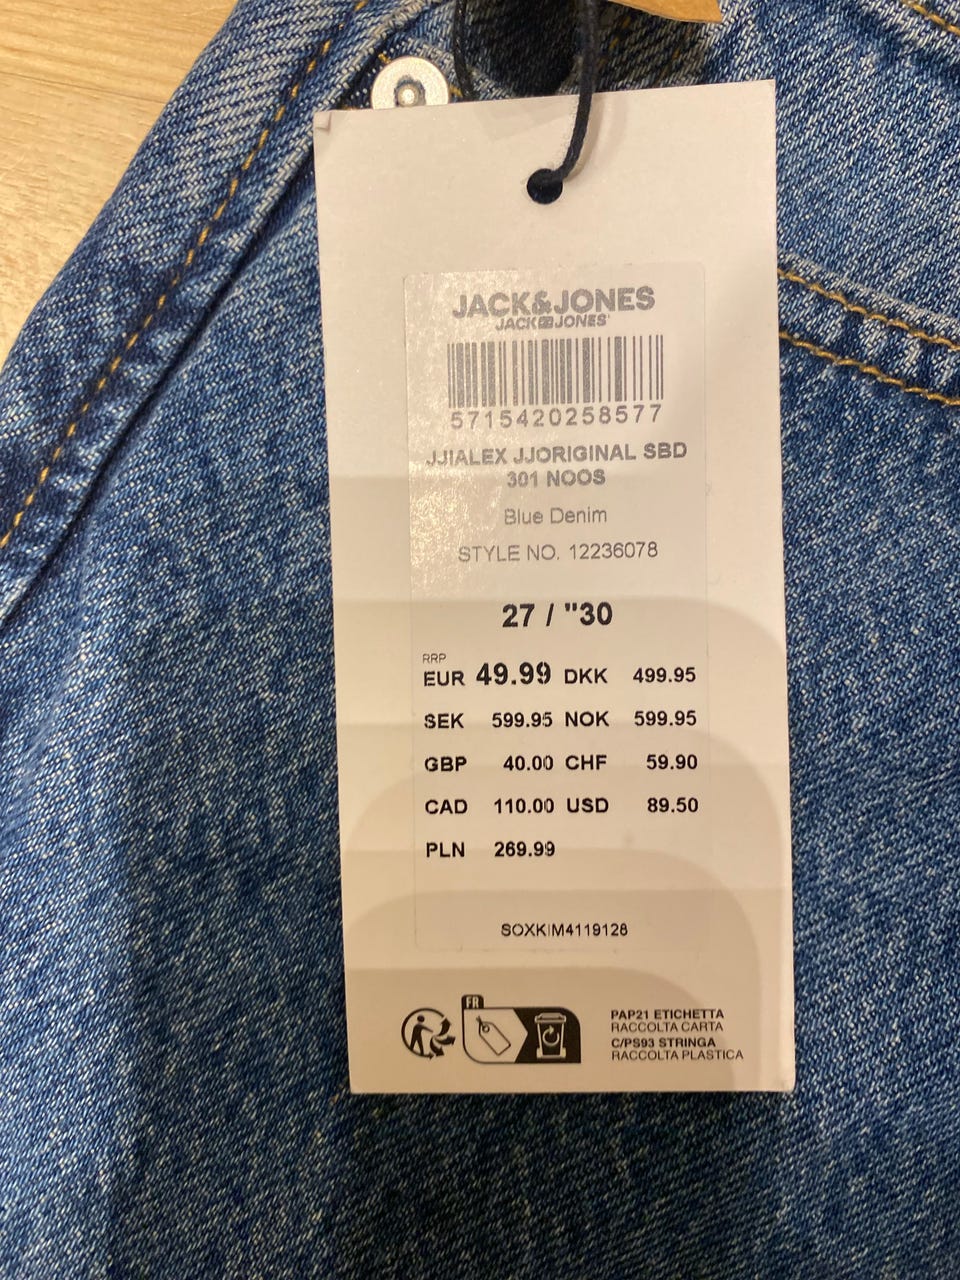 JACK&JONES
JACK&JONES
5715420258577
JJIALEX JJORIGINAL SBD
301 NOOS
Blue Denim
STYLE NO. 12236078
27 / "30
RRP
EUR 49.99 DKK 499.95
SEK 599.95 NOK 599.95
GBP 40.00 CHF 59.90
CAD 110.00 USD 89.50
PLN 269.99
SOXKIM4119128
FR
PAP21 ETICHETTA
RACCOLTA CARTA
C/PS93 STRINGA
RACCOLTA PLASTICA